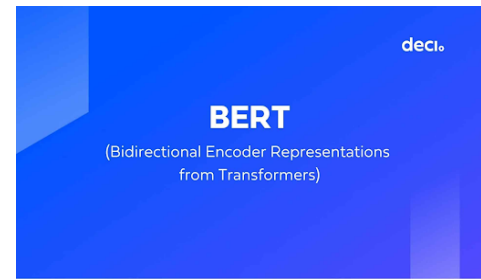 deci.
BERT
(Bidirectional Encoder Representations
from Transformers)